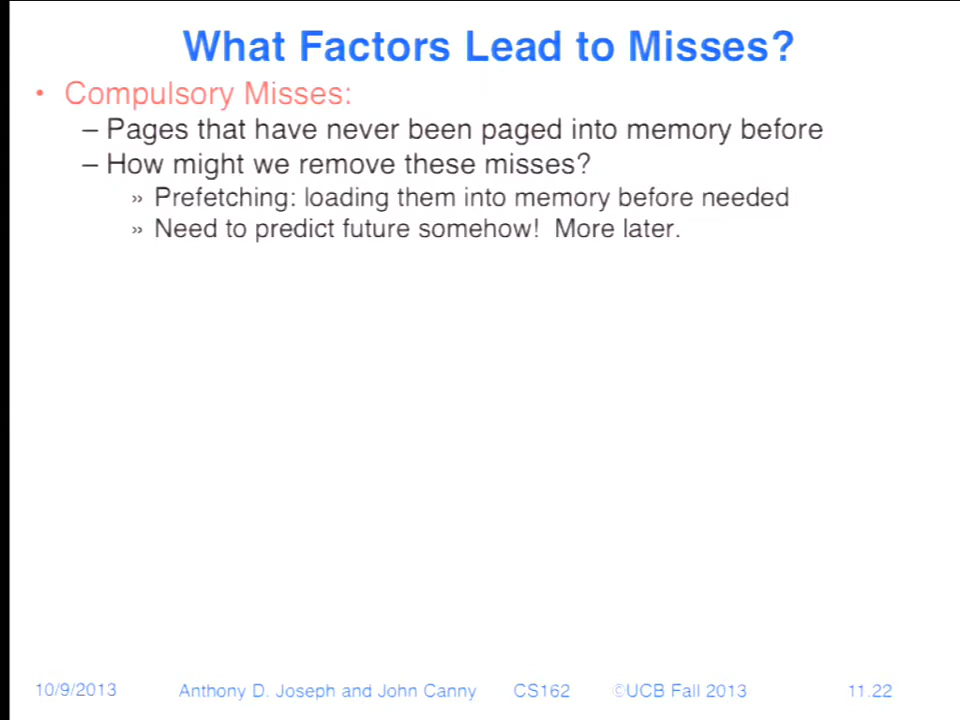 What Factors Lead to Misses?
• Compulsory Misses:
– Pages that have never been paged into memory before
– How might we remove these misses?
» Prefetching: loading them into memory before needed
» Need to predict future somehow! More later.
10/9/2013 Anthony D. Joseph and John Canny CS162 ©UCB Fall 2013 11.22